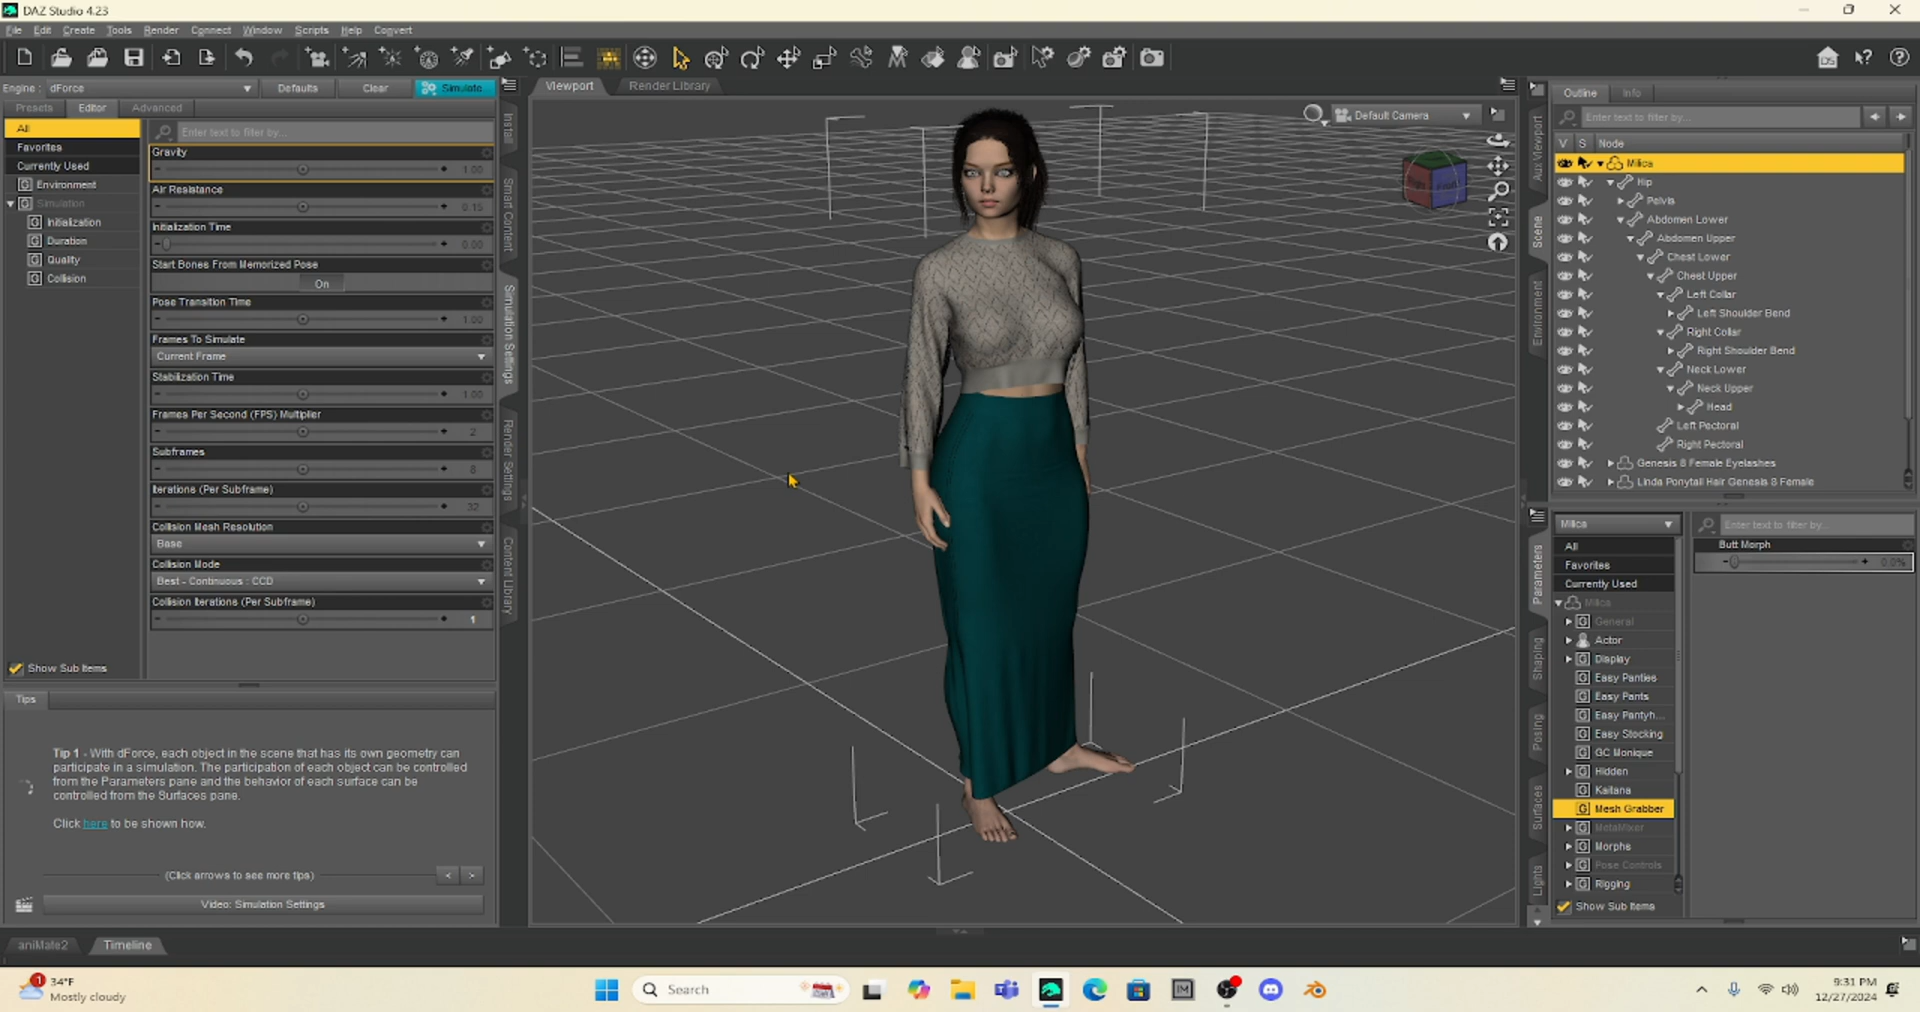 DAZ Studio 4.23
File Edit Create Tools Render Connect Window Scripts Help Convert
Engine : dForce
Defaults
Clear
Simulate
Viewport
Render Library
Presets
Editor
Advanced
All
Favorites
Currently Used
Environment
Simulation
Initialization
Duration
Quality
Collision
Show Sub Items
Enter text to filter by...
Gravity
1.00
Air Resistance
0.15
Initialization Time
0.00
Start Bones From Memorized Pose
On
Pose Transition Time
1.00
Frames To Simulate
Current Frame
Stabilization Time
1.00
Frames Per Second (FPS) Multiplier
2
Subframes
8
Iterations (Per Subframe)
32
Collision Mesh Resolution
Base
Collision Mode
Best - Continuous : CCD
Collision Iterations (Per Subframe)
1
Tips
Tip 1 - With dForce, each object in the scene that has its own geometry can
participate in a simulation. The participation of each object can be controlled
from the Parameters pane and the behavior of each surface can be
controlled from the Surfaces pane.
Click here to be shown how.
(Click arrows to see more tips)
< >
Video: Simulation Settings
Install
Smart Content
Simulation Settings
Render Settings
Content Library
Default Camera
Aux Viewport
Scene
Environment
Outline
Info
Enter text to filter by...
V S Node
Milica
Hip
Pelvis
Abdomen Lower
Abdomen Upper
Chest Lower
Chest Upper
Left Collar
Left Shoulder Bend
Right Collar
Right Shoulder Bend
Neck Lower
Neck Upper
Head
Left Pectoral
Right Pectoral
Genesis 8 Female Eyelashes
Linda Ponytail Hair Genesis 8 Female
Parameters
Shaping
Posing
Surfaces
Lights
Milica
All
Favorites
Currently Used
Milica
General
Actor
Display
Easy Panties
Easy Pants
Easy Pantyh...
Easy Stocking
GC Monique
Hidden
Kaitana
Mesh Grabber
MetaMixer
Morphs
Pose Controls
Rigging
Show Sub Items
Enter text to filter by...
Butt Morph
0.0%
aniMate2
Timeline
1
34°F
Mostly cloudy
Search
9:31 PM
12/27/2024